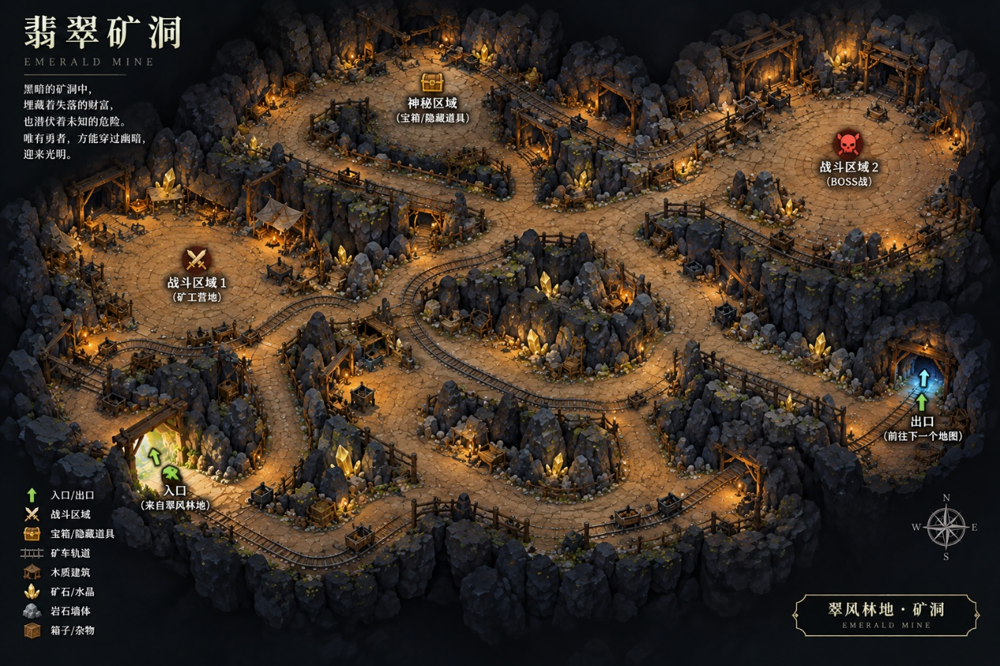 翡翠矿洞
EMERALD MINE
黑暗的矿洞中，
埋藏着失落的财富，
也潜伏着未知的危险。
唯有勇者，方能穿过幽暗，
迎来光明。
神秘区域
（宝箱/隐藏道具）
战斗区域 2
（BOSS战）
战斗区域 1
（矿工营地）
出口
（前往下一个地图）
入口
（来自翠风林地）
入口/出口
战斗区域
宝箱/隐藏道具
矿车轨道
木质建筑
矿石/水晶
岩石墙体
箱子/杂物
N
W E
S
翠风林地·矿洞
EMERALD MINE